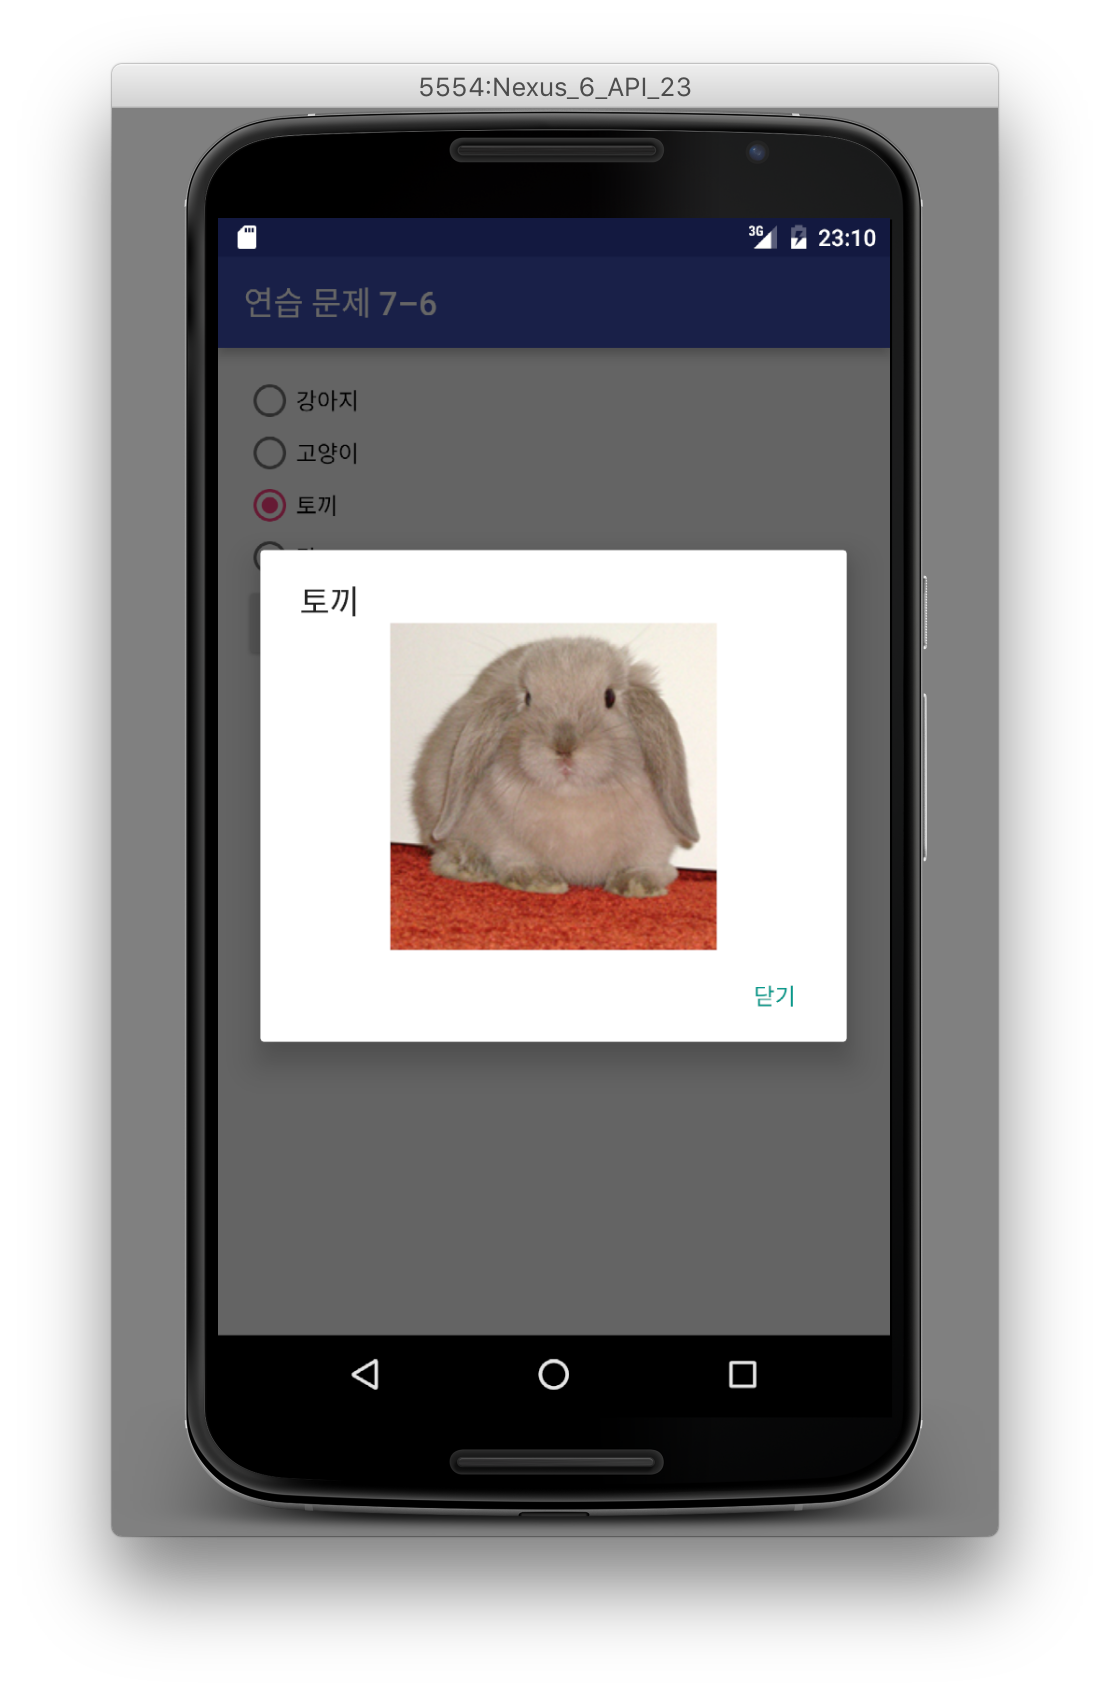 5554:Nexus_6_API_23
3G 23:10
연습 문제 7-6
강아지
고양이
토끼
토끼
닫기